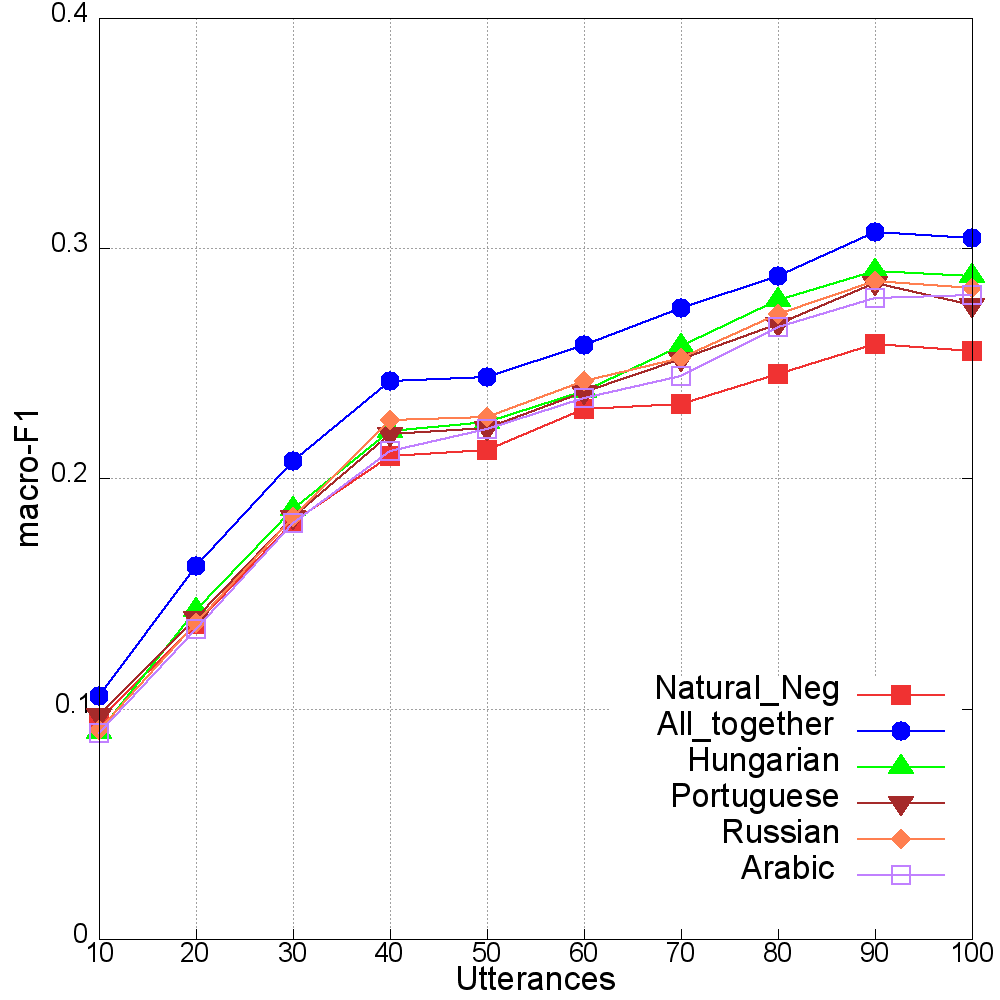 0.4
0.3
0.2
0.1
0
macro-F1
10 20 30 40 50 60 70 80 90 100
Utterances
Natural_Neg
All_together
Hungarian
Portuguese
Russian
Arabic